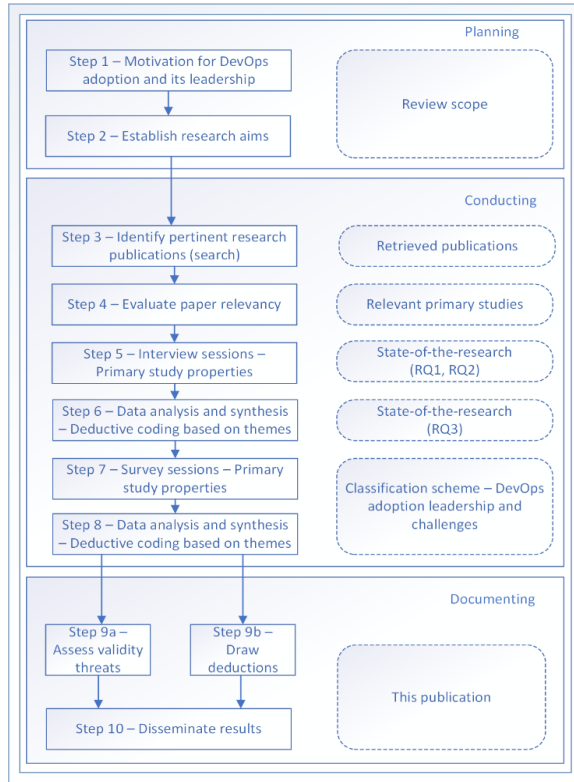 Planning
Step 1 – Motivation for DevOps
adoption and its leadership
Review scope
Step 2 – Establish research aims
Conducting
Step 3 – Identify pertinent research
publications (search)
Retrieved publications
Step 4 – Evaluate paper relevancy
Relevant primary studies
Step 5 – Interview sessions –
Primary study properties
State-of-the-research
(RQ1, RQ2)
Step 6 – Data analysis and synthesis
– Deductive coding based on themes
State-of-the-research
(RQ3)
Step 7 – Survey sessions – Primary
study properties
Classification scheme – DevOps
adoption leadership and
challenges
Step 8 – Data analysis and synthesis
– Deductive coding based on themes
Documenting
Step 9a –
Assess validity
threats
Step 9b –
Draw
deductions
This publication
Step 10 – Disseminate results